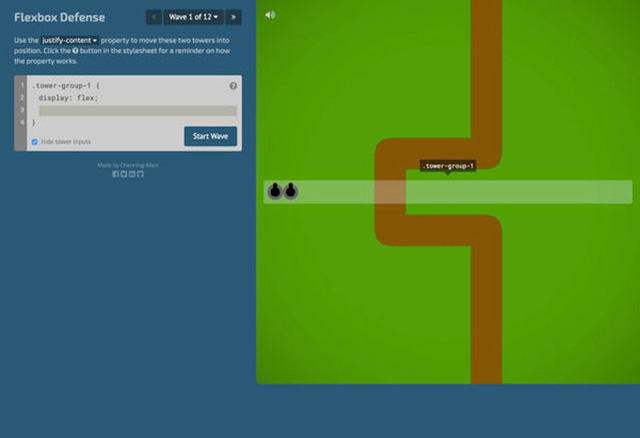 Flexbox Defense
« Wave 1 of 12 »
Use the justify-content property to move these two towers into
position. Click the ? button in the stylesheet for a reminder on how
the property works.
1 .tower-group-1 { ?
2 display: flex;
3
4 }
hide tower inputs
Start Wave
Made by Channing Allen
.tower-group-1